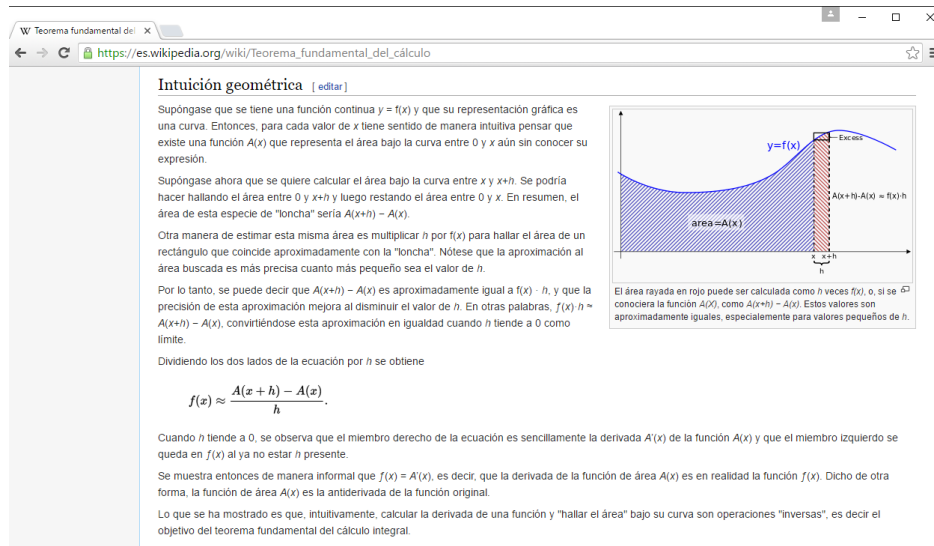 W Teorema fundamental del
https://es.wikipedia.org/wiki/Teorema_fundamental_del_cálculo
Intuición geométrica [ editar ]
Supóngase que se tiene una función continua y = f(x) y que su representación gráfica es
una curva. Entonces, para cada valor de x tiene sentido de manera intuitiva pensar que
existe una función A(x) que representa el área bajo la curva entre 0 y x aún sin conocer su
expresión.
Supóngase ahora que se quiere calcular el área bajo la curva entre x y x+h. Se podría
hacer hallando el área entre 0 y x+h y luego restando el área entre 0 y x. En resumen, el
área de esta especie de "loncha" sería A(x+h) − A(x).
Otra manera de estimar esta misma área es multiplicar h por f(x) para hallar el área de un
rectángulo que coincide aproximadamente con la "loncha". Nótese que la aproximación al
área buscada es más precisa cuanto más pequeño sea el valor de h.
Por lo tanto, se puede decir que A(x+h) − A(x) es aproximadamente igual a f(x) · h, y que la
precisión de esta aproximación mejora al disminuir el valor de h. En otras palabras, ƒ(x)·h ≈
A(x+h) − A(x), convirtiéndose esta aproximación en igualdad cuando h tiende a 0 como
límite.
Dividiendo los dos lados de la ecuación por h se obtiene
f(x) ≈ A(x + h) − A(x) / h.
Cuando h tiende a 0, se observa que el miembro derecho de la ecuación es sencillamente la derivada A'(x) de la función A(x) y que el miembro izquierdo se
queda en ƒ(x) al ya no estar h presente.
Se muestra entonces de manera informal que ƒ(x) = A'(x), es decir, que la derivada de la función de área A(x) es en realidad la función ƒ(x). Dicho de otra
forma, la función de área A(x) es la antiderivada de la función original.
Lo que se ha mostrado es que, intuitivamente, calcular la derivada de una función y "hallar el área" bajo su curva son operaciones "inversas", es decir el
objetivo del teorema fundamental del cálculo integral.
y=f(x)
Excess
A(x+h)-A(x) ≈ f(x)·h
area=A(x)
x x+h
h
El área rayada en rojo puede ser calculada como h veces f(x), o, si se
conociera la función A(X), como A(x+h) − A(x). Estos valores son
aproximadamente iguales, especialemente para valores pequeños de h.